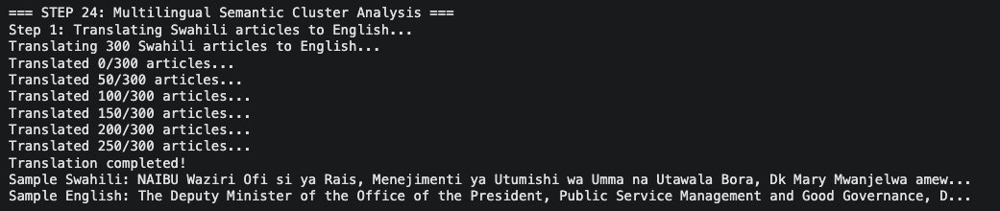 === STEP 24: Multilingual Semantic Cluster Analysis ===
Step 1: Translating Swahili articles to English...
Translating 300 Swahili articles to English...
Translated 0/300 articles...
Translated 50/300 articles...
Translated 100/300 articles...
Translated 150/300 articles...
Translated 200/300 articles...
Translated 250/300 articles...
Translation completed!
Sample Swahili: NAIBU Waziri Ofi si ya Rais, Menejimenti ya Utumishi wa Umma na Utawala Bora, Dk Mary Mwanjelwa amew...
Sample English: The Deputy Minister of the Office of the President, Public Service Management and Good Governance, D...